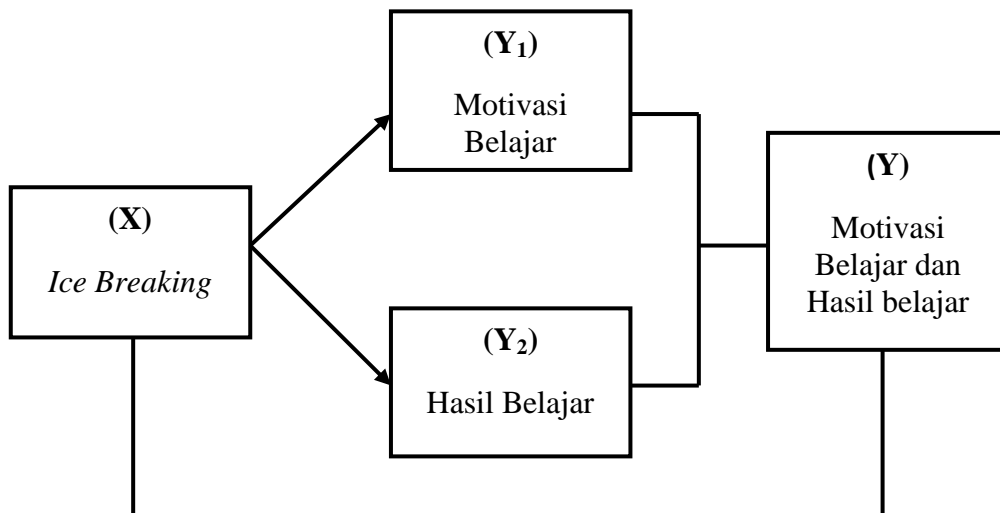 (X)
Ice Breaking
(Y₁)
Motivasi
Belajar
(Y₂)
Hasil Belajar
(Y)
Motivasi
Belajar dan
Hasil belajar